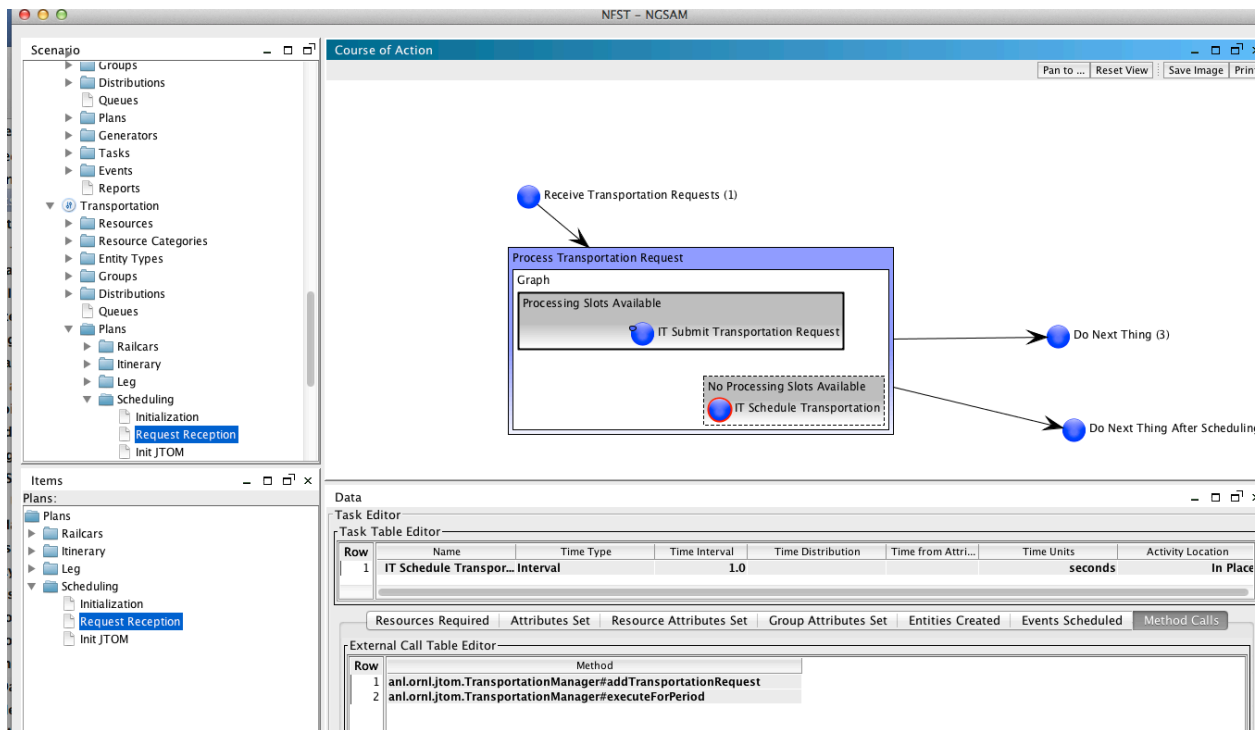 NFST - NGSAM
Scenario
Groups
Distributions
Queues
Plans
Generators
Tasks
Events
Reports
Transportation
Resources
Resource Categories
Entity Types
Groups
Distributions
Queues
Plans
Railcars
Itinerary
Leg
Scheduling
Initialization
Request Reception
Init JTOM
Items
Plans:
Plans
Railcars
Itinerary
Leg
Scheduling
Initialization
Request Reception
Init JTOM
Course of Action
Pan to ... Reset View Save Image Print
Receive Transportation Requests (1)
Process Transportation Request
Graph
Processing Slots Available
IT Submit Transportation Request
No Processing Slots Available
IT Schedule Transportation
Do Next Thing (3)
Do Next Thing After Scheduling
Data
Task Editor
Task Table Editor
Row Name Time Type Time Interval Time Distribution Time from Attri... Time Units Activity Location
1 IT Schedule Transpor... Interval 1.0 seconds In Place
Resources Required Attributes Set Resource Attributes Set Group Attributes Set Entities Created Events Scheduled Method Calls
External Call Table Editor
Row Method
1 anl.ornl.jtom.TransportationManager#addTransportationRequest
2 anl.ornl.jtom.TransportationManager#executeForPeriod